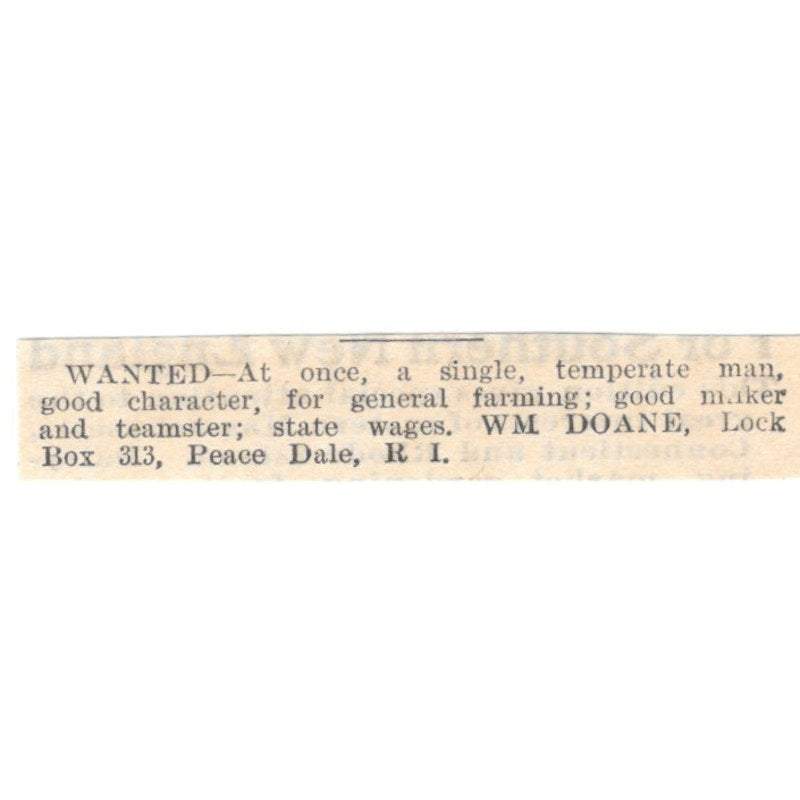 WANTED—At once, a single, temperate man,
good character, for general farming; good
and teamster; state wages. WM DOANE, Lock
Box 313, Peace Dale, R I.